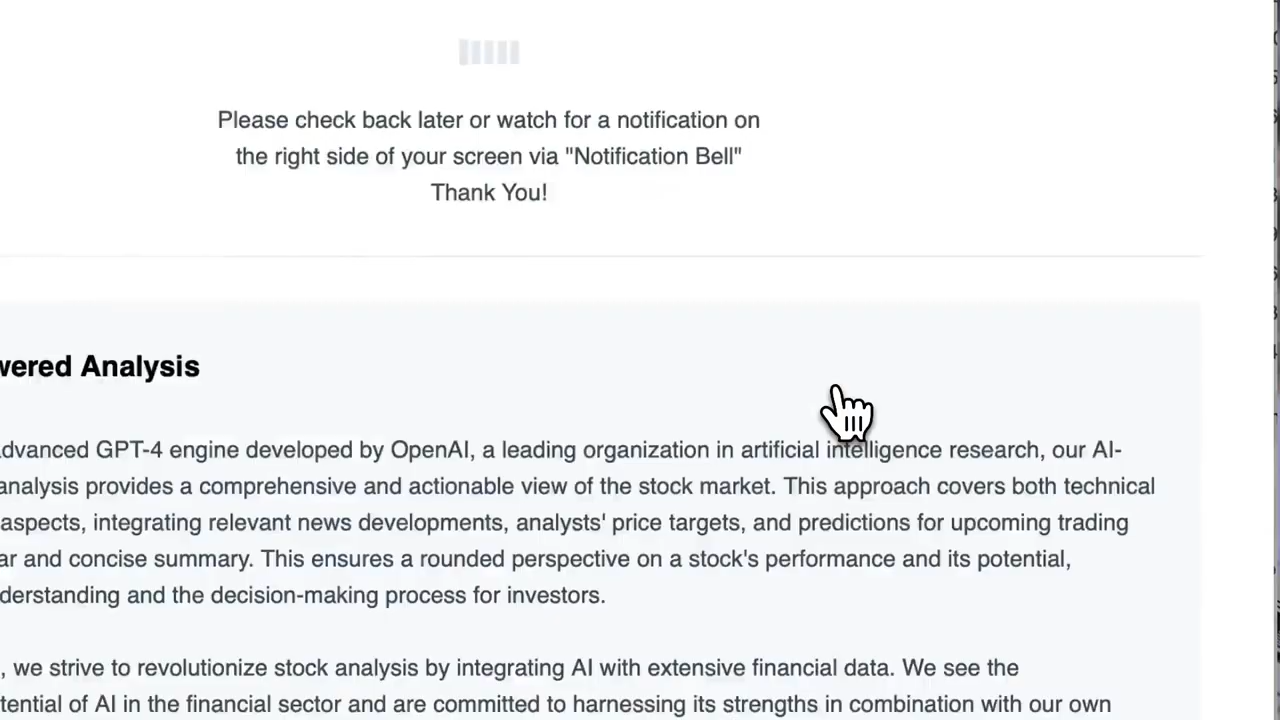 Please check back later or watch for a notification on
the right side of your screen via "Notification Bell"
Thank You!
wered Analysis
advanced GPT-4 engine developed by OpenAI, a leading organization in artificial intelligence research, our AI-
analysis provides a comprehensive and actionable view of the stock market. This approach covers both technical
aspects, integrating relevant news developments, analysts' price targets, and predictions for upcoming trading
ar and concise summary. This ensures a rounded perspective on a stock's performance and its potential,
derstanding and the decision-making process for investors.
, we strive to revolutionize stock analysis by integrating AI with extensive financial data. We see the
tential of AI in the financial sector and are committed to harnessing its strengths in combination with our own